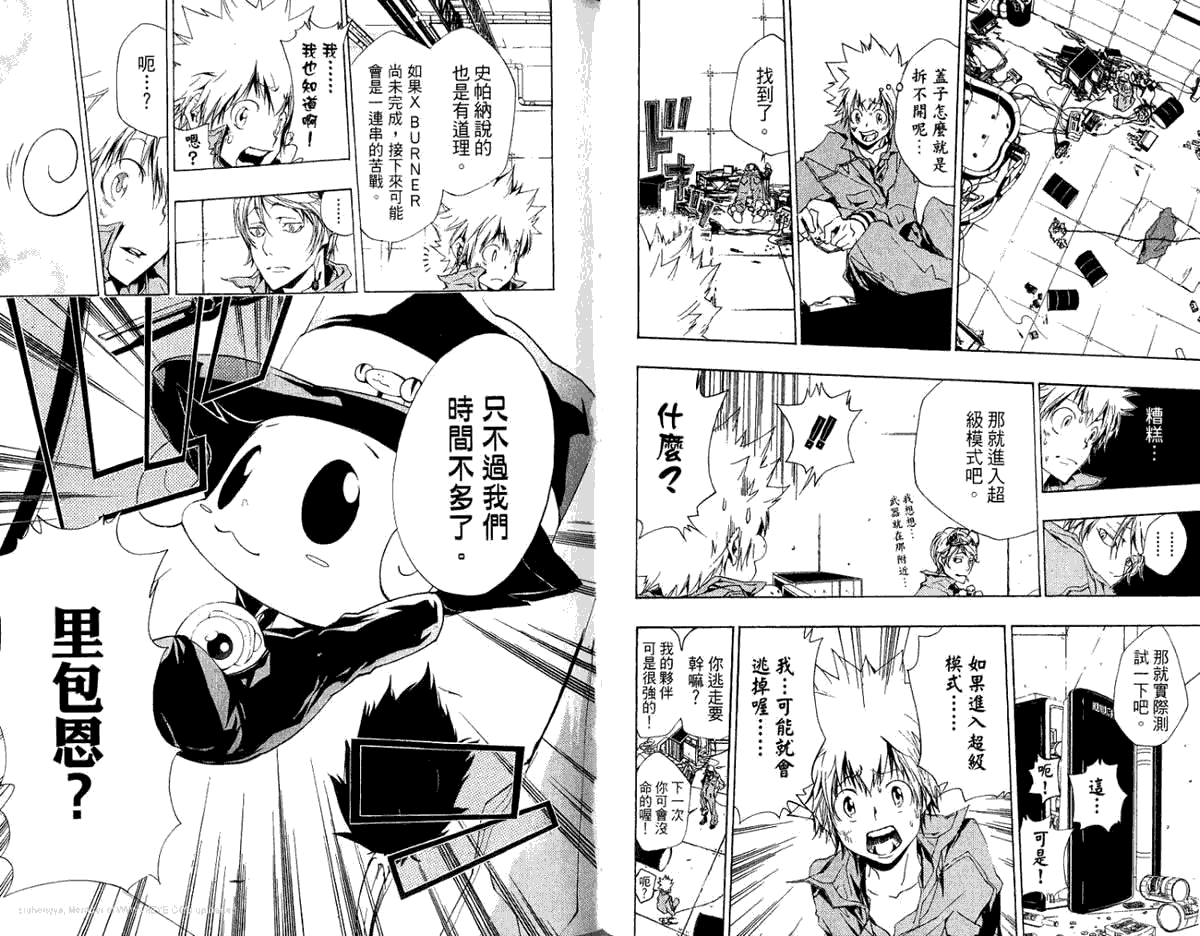 蓋子怎麼就是
拆不開呢…
找到了。
糟糕…
……
那就進入超
級模式吧。
我想想…
武器就在那附近…
!!
什麼?
那就實際測
試一下吧。
這…
呃!
可是!
如果進入超級
模式……
我…可能就會
逃掉喔……
你逃走要
幹嘛?
我的夥伴
可是很強的!
下一次
你可會沒
命的喔!
呃?
史帕納說的
也是有道理。
如果X BURNER
尚未完成,接下來可能
會是一連串的苦戰。
我……
我也知道啊!
嗯?
……
呃…?
只不過我們
時間不多了。
里包恩?